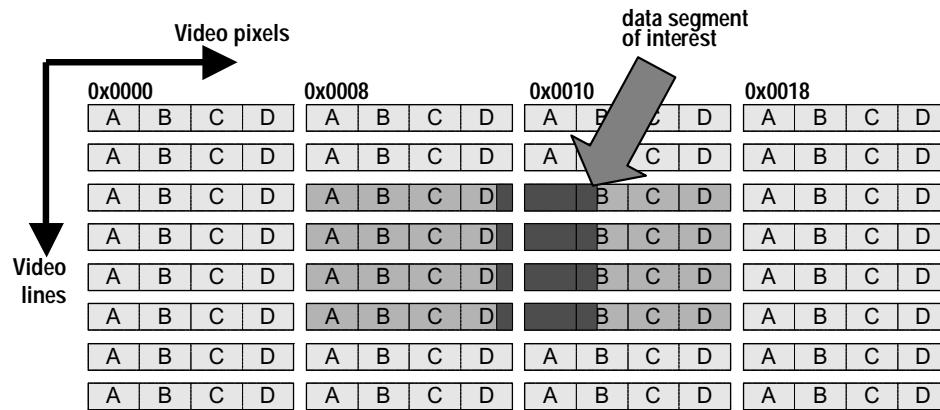 Video pixels
data segment
of interest
0x0000 0x0008 0x0010 0x0018
A B C D A B C D A B C D A B C D
A B C D A B C D A C D A B C D
A B C D A B C D B C D A B C D
A B C D A B C D B C D A B C D
Video
lines
A B C D A B C D B C D A B C D
A B C D A B C D B C D A B C D
A B C D A B C D A B C D A B C D
A B C D A B C D A B C D A B C D